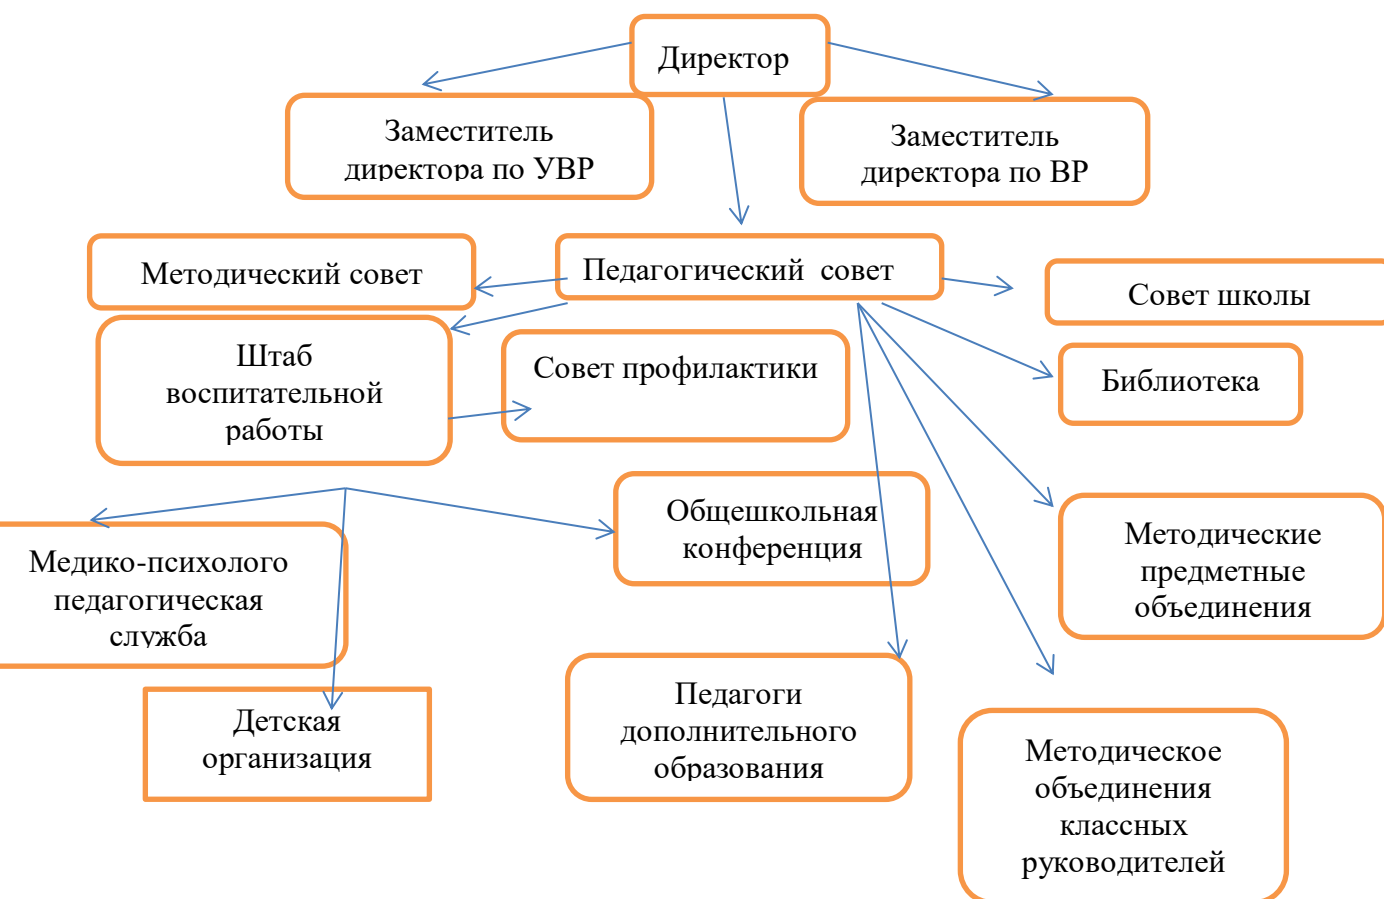 Директор
Заместитель
директора по УВР
Заместитель
директора по ВР
Методический совет
Педагогический  совет
Совет школы
Штаб
воспитательной
работы
Совет профилактики
Библиотека
Медико-психолого
педагогическая
служба
Общешкольная
конференция
Методические
предметные
объединения
Детская
организация
Педагоги
дополнительного
образования
Методическое
объединения
классных
руководителей